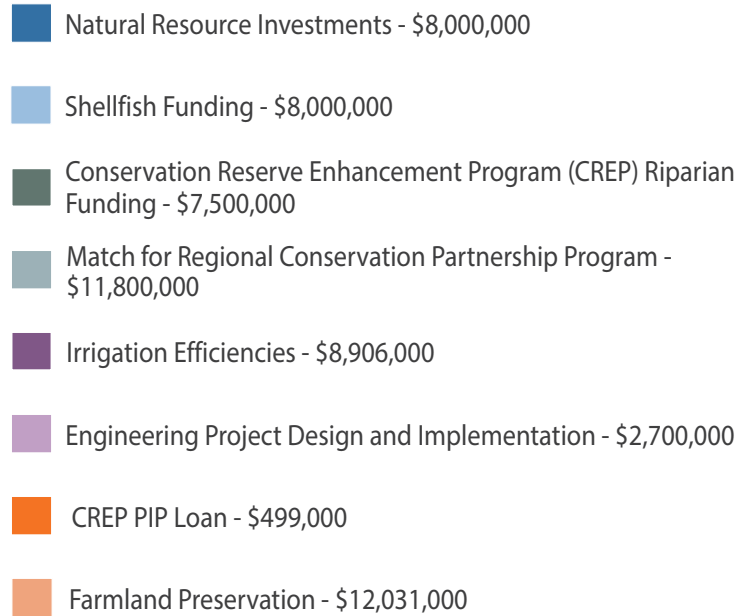 Natural Resource Investments - $8,000,000
Shellfish Funding - $8,000,000
Conservation Reserve Enhancement Program (CREP) Riparian
Funding - $7,500,000
Match for Regional Conservation Partnership Program -
$11,800,000
Irrigation Efficiencies - $8,906,000
Engineering Project Design and Implementation - $2,700,000
CREP PIP Loan - $499,000
Farmland Preservation - $12,031,000